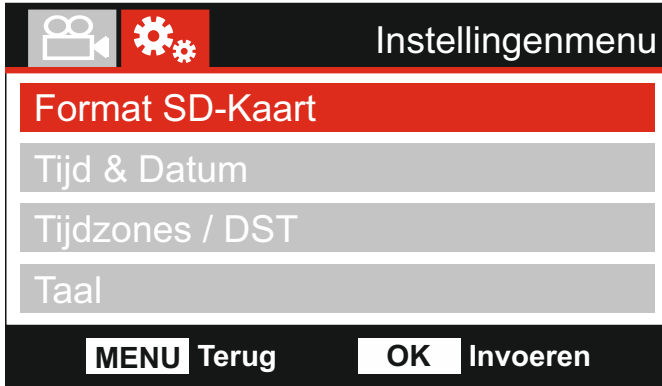 Instellingenmenu
Format SD-Kaart
Tijd & Datum
Tijdzones / DST
Taal
MENU Terug OK Invoeren